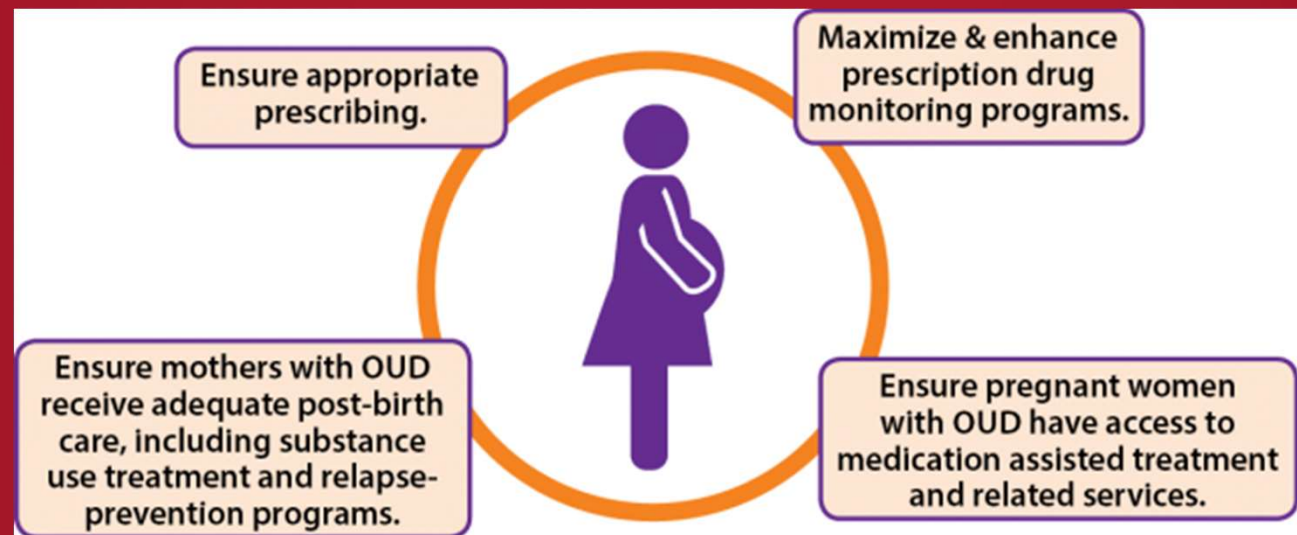 Ensure appropriate
prescribing.
Maximize & enhance
prescription drug
monitoring programs.
Ensure mothers with OUD
receive adequate post-birth
care, including substance
use treatment and relapse-
prevention programs.
Ensure pregnant women
with OUD have access to
medication assisted treatment
and related services.